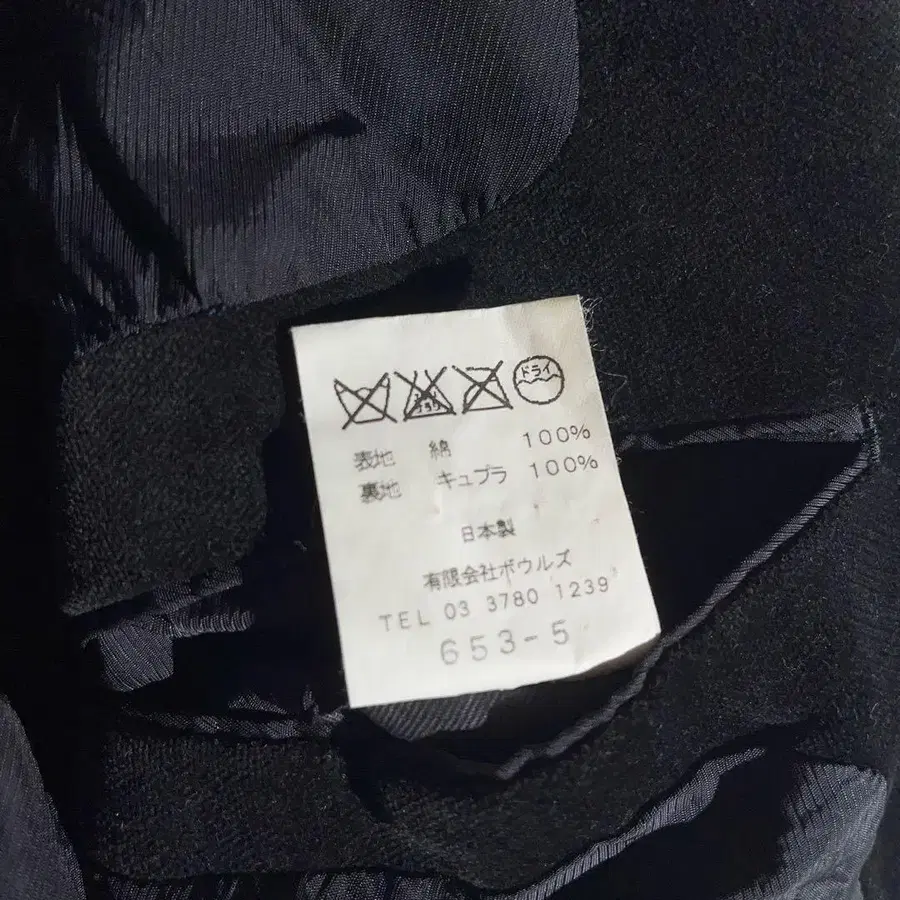 ドライ
表地 綿 100%
裏地 キュプラ 100%
日本製
有限会社ボウルズ
TEL 03 3780 1239
653-5